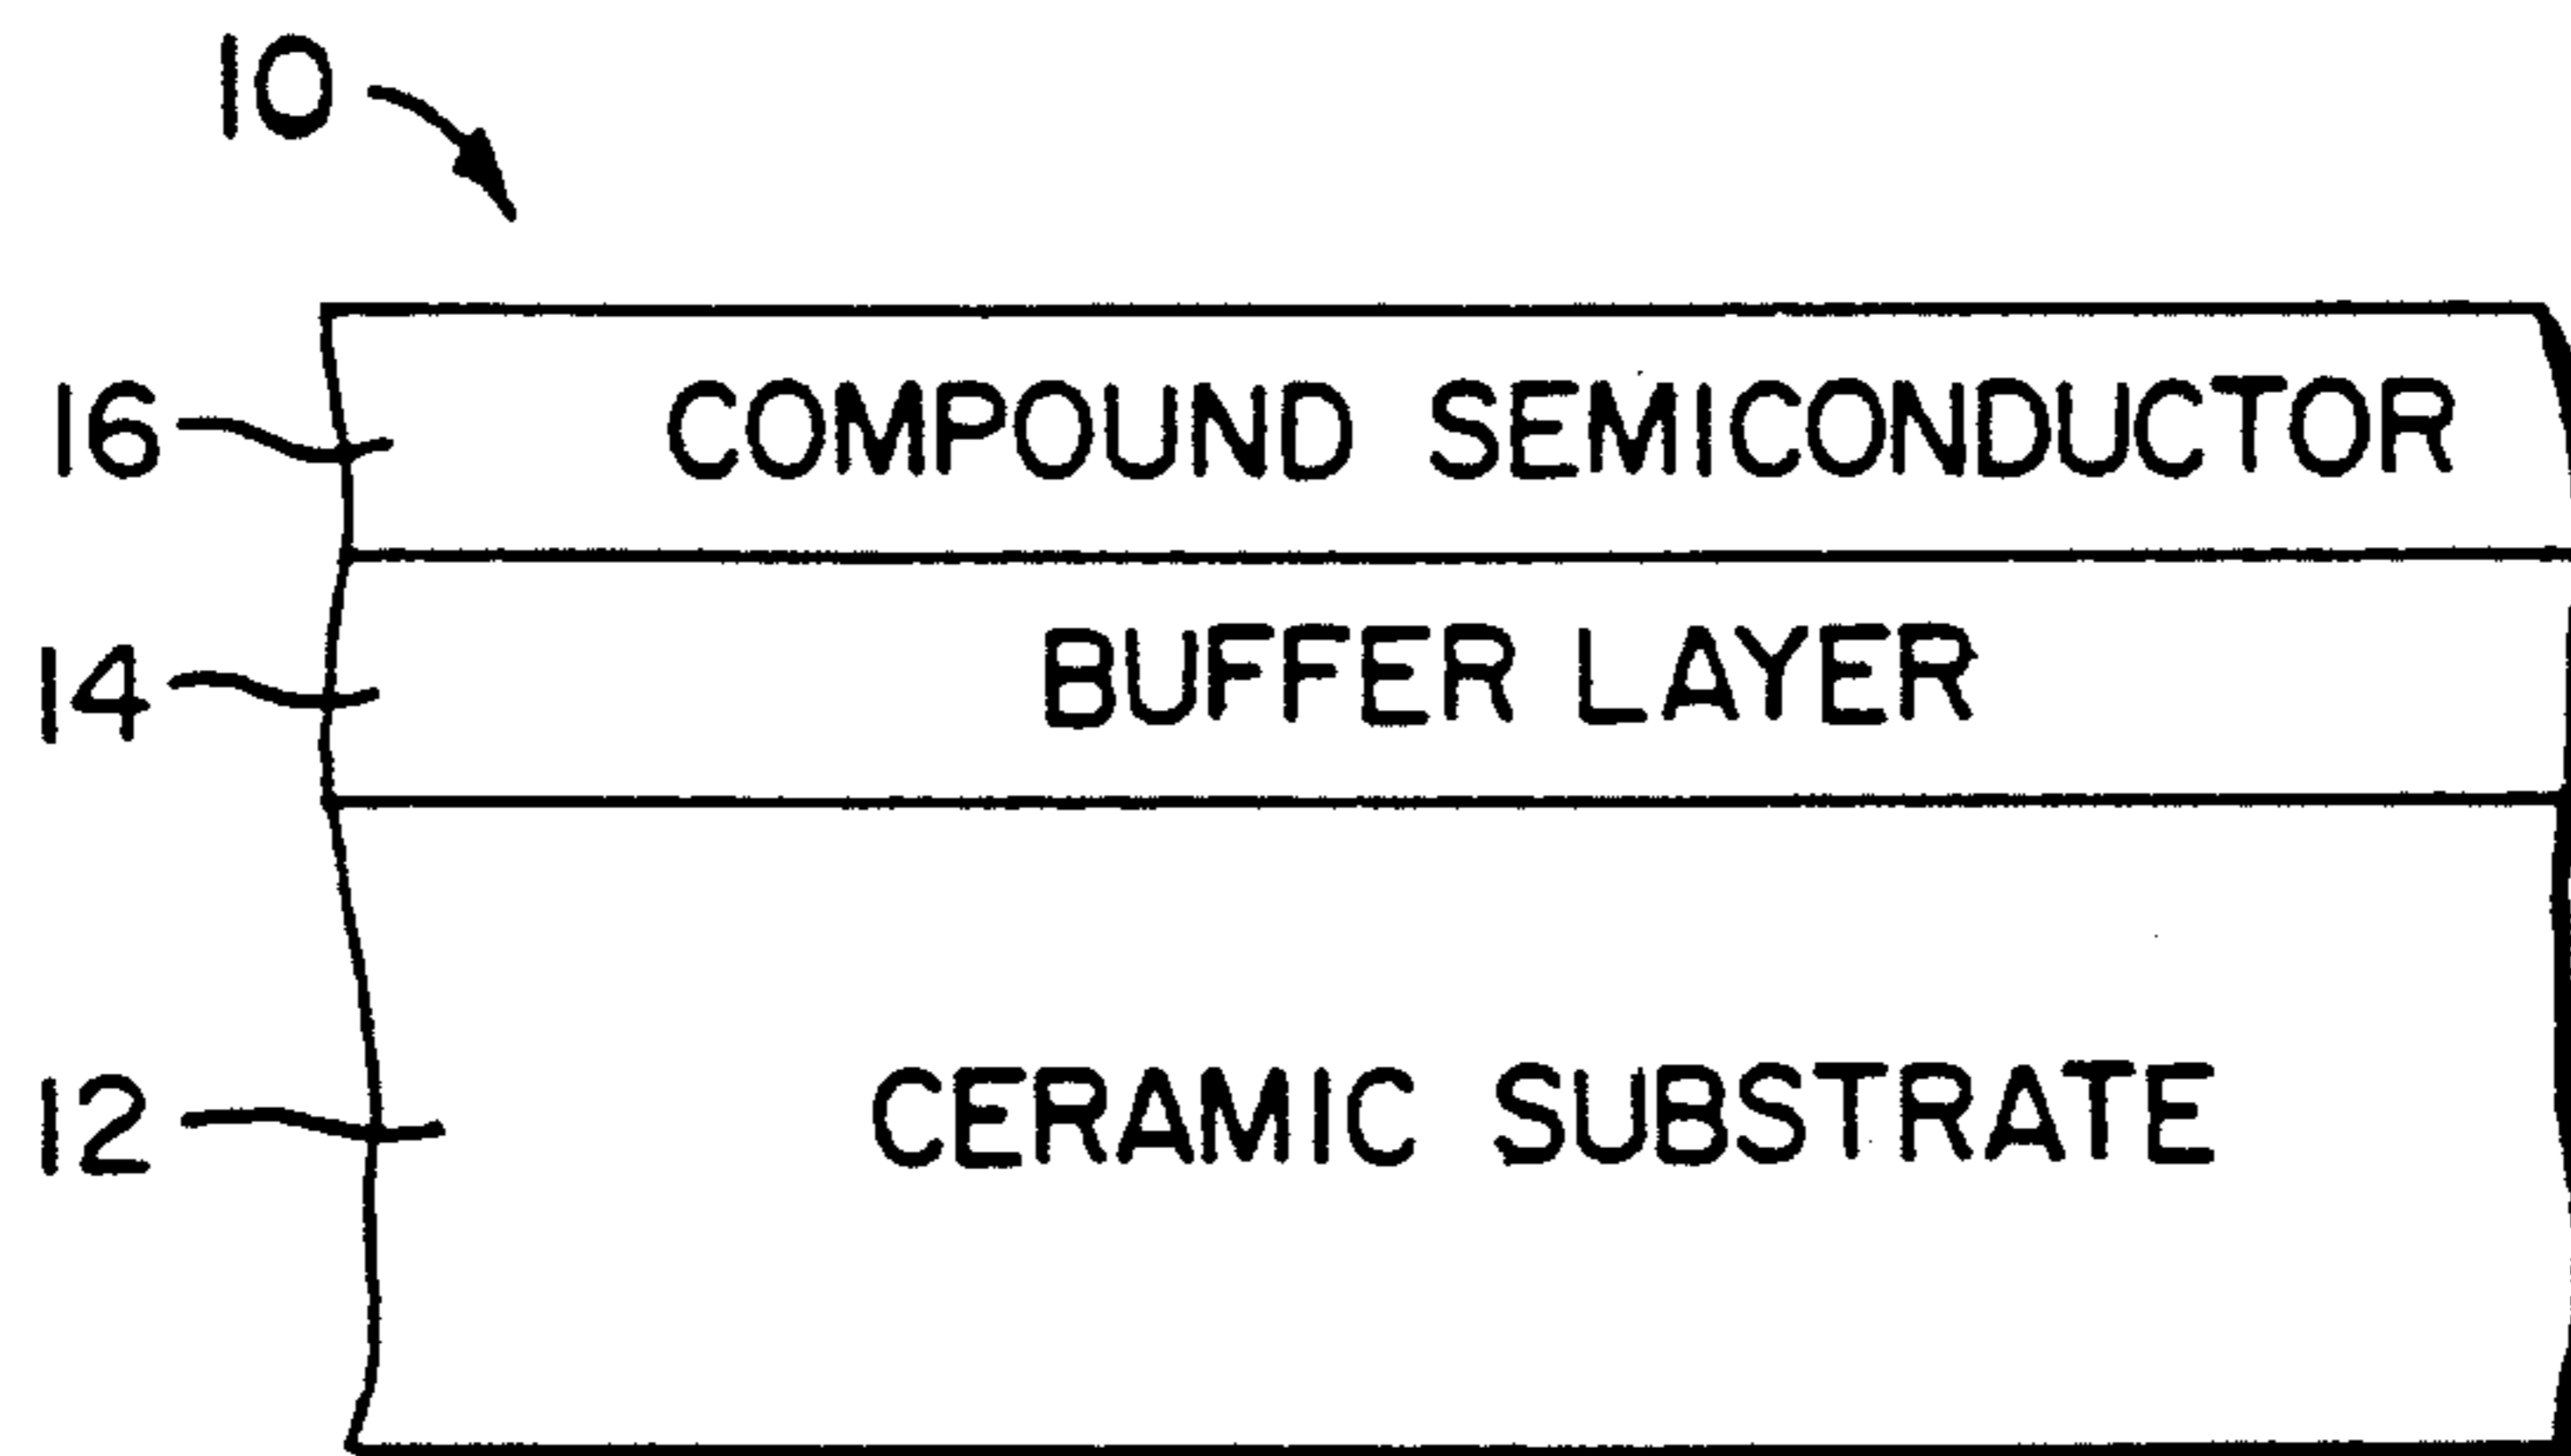 10
16 COMPOUND SEMICONDUCTOR
14 BUFFER LAYER
12 CERAMIC SUBSTRATE